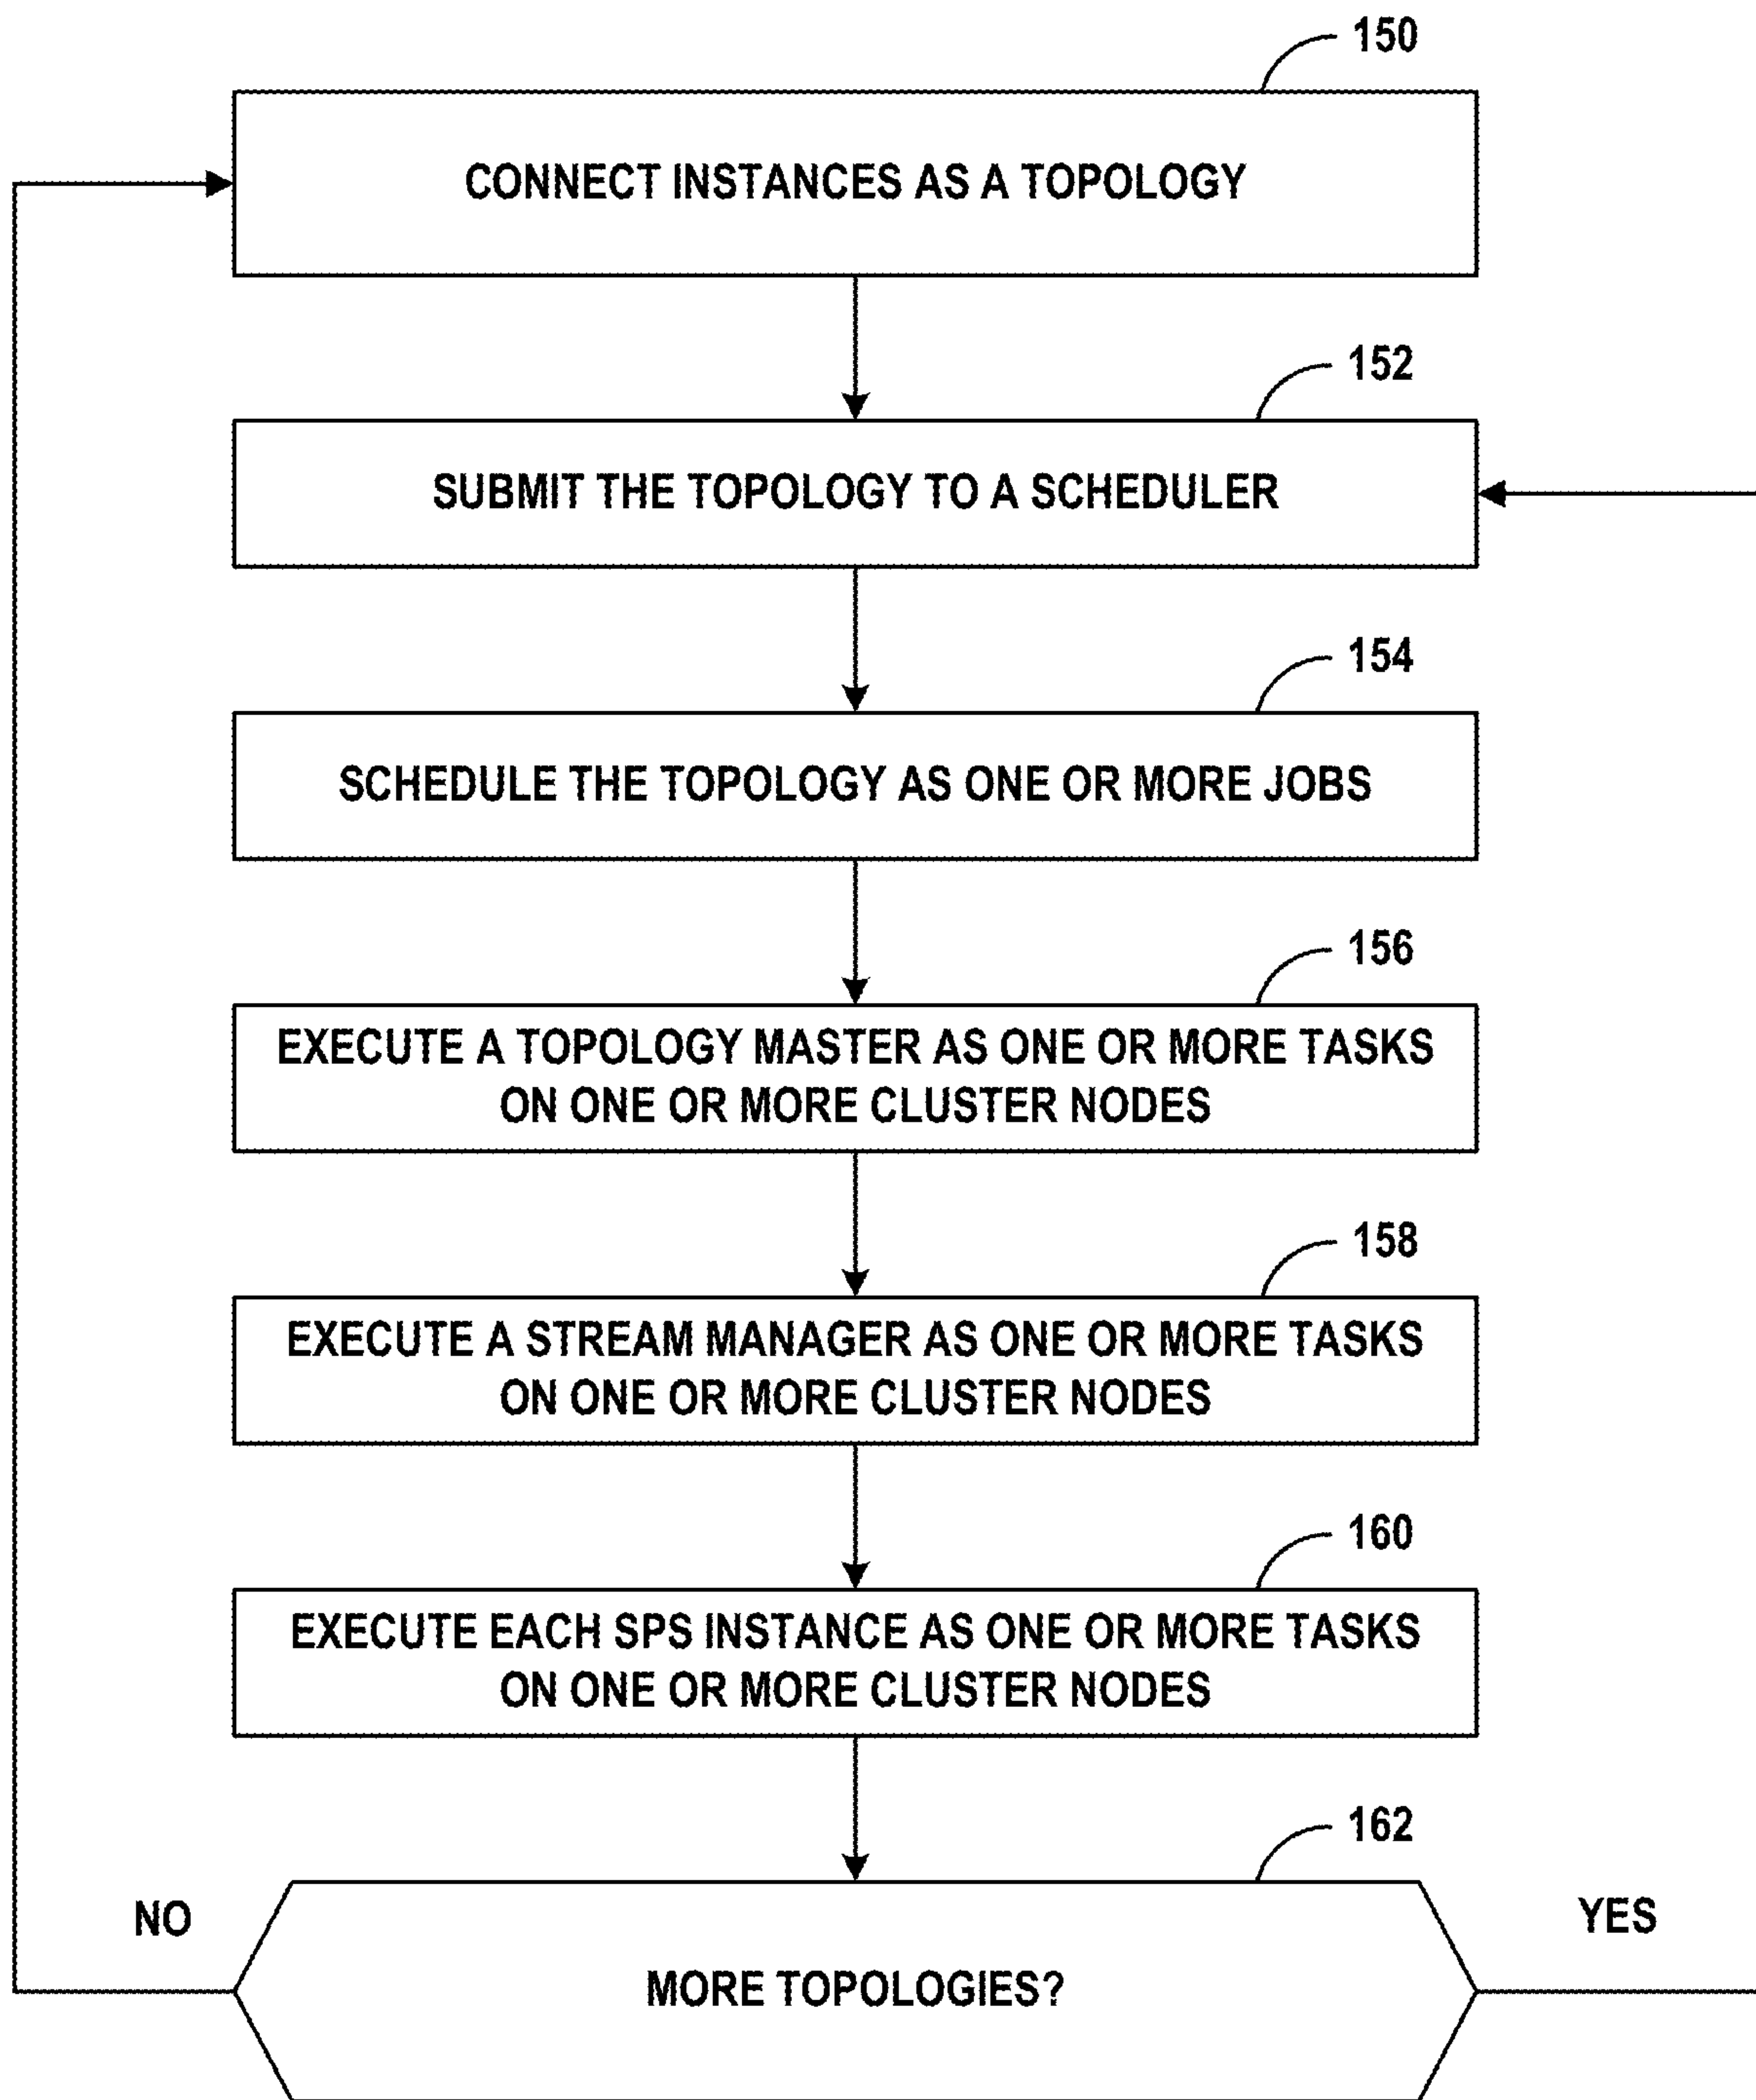 150
CONNECT INSTANCES AS A TOPOLOGY
152
SUBMIT THE TOPOLOGY TO A SCHEDULER
154
SCHEDULE THE TOPOLOGY AS ONE OR MORE JOBS
156
EXECUTE A TOPOLOGY MASTER AS ONE OR MORE TASKS
ON ONE OR MORE CLUSTER NODES
158
EXECUTE A STREAM MANAGER AS ONE OR MORE TASKS
ON ONE OR MORE CLUSTER NODES
160
EXECUTE EACH SPS INSTANCE AS ONE OR MORE TASKS
ON ONE OR MORE CLUSTER NODES
162
NO
YES
MORE TOPOLOGIES?